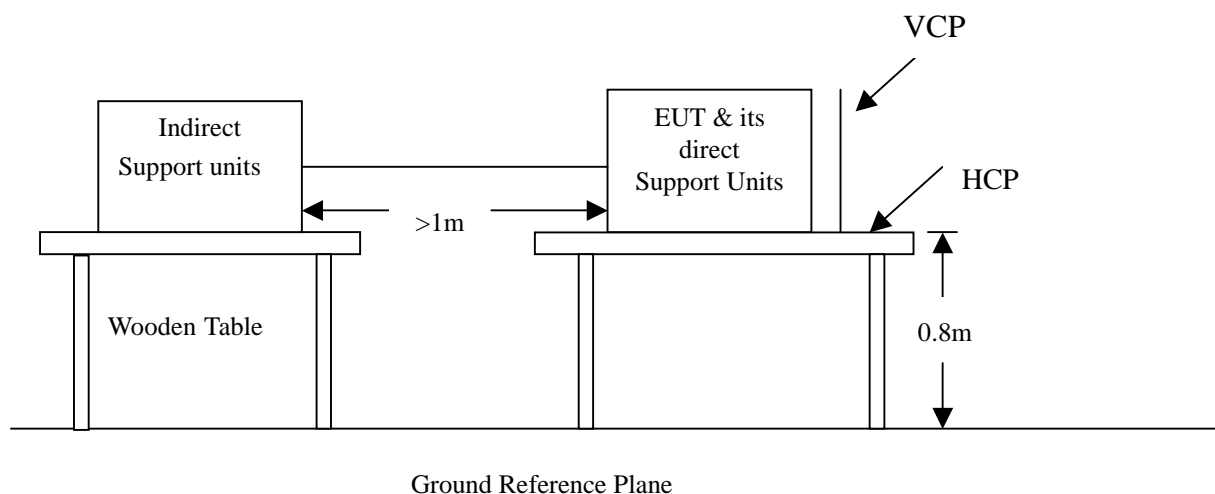 VCP
Indirect
Support units
EUT & its
direct
Support Units
HCP
>1m
Wooden Table
0.8m
Ground Reference Plane